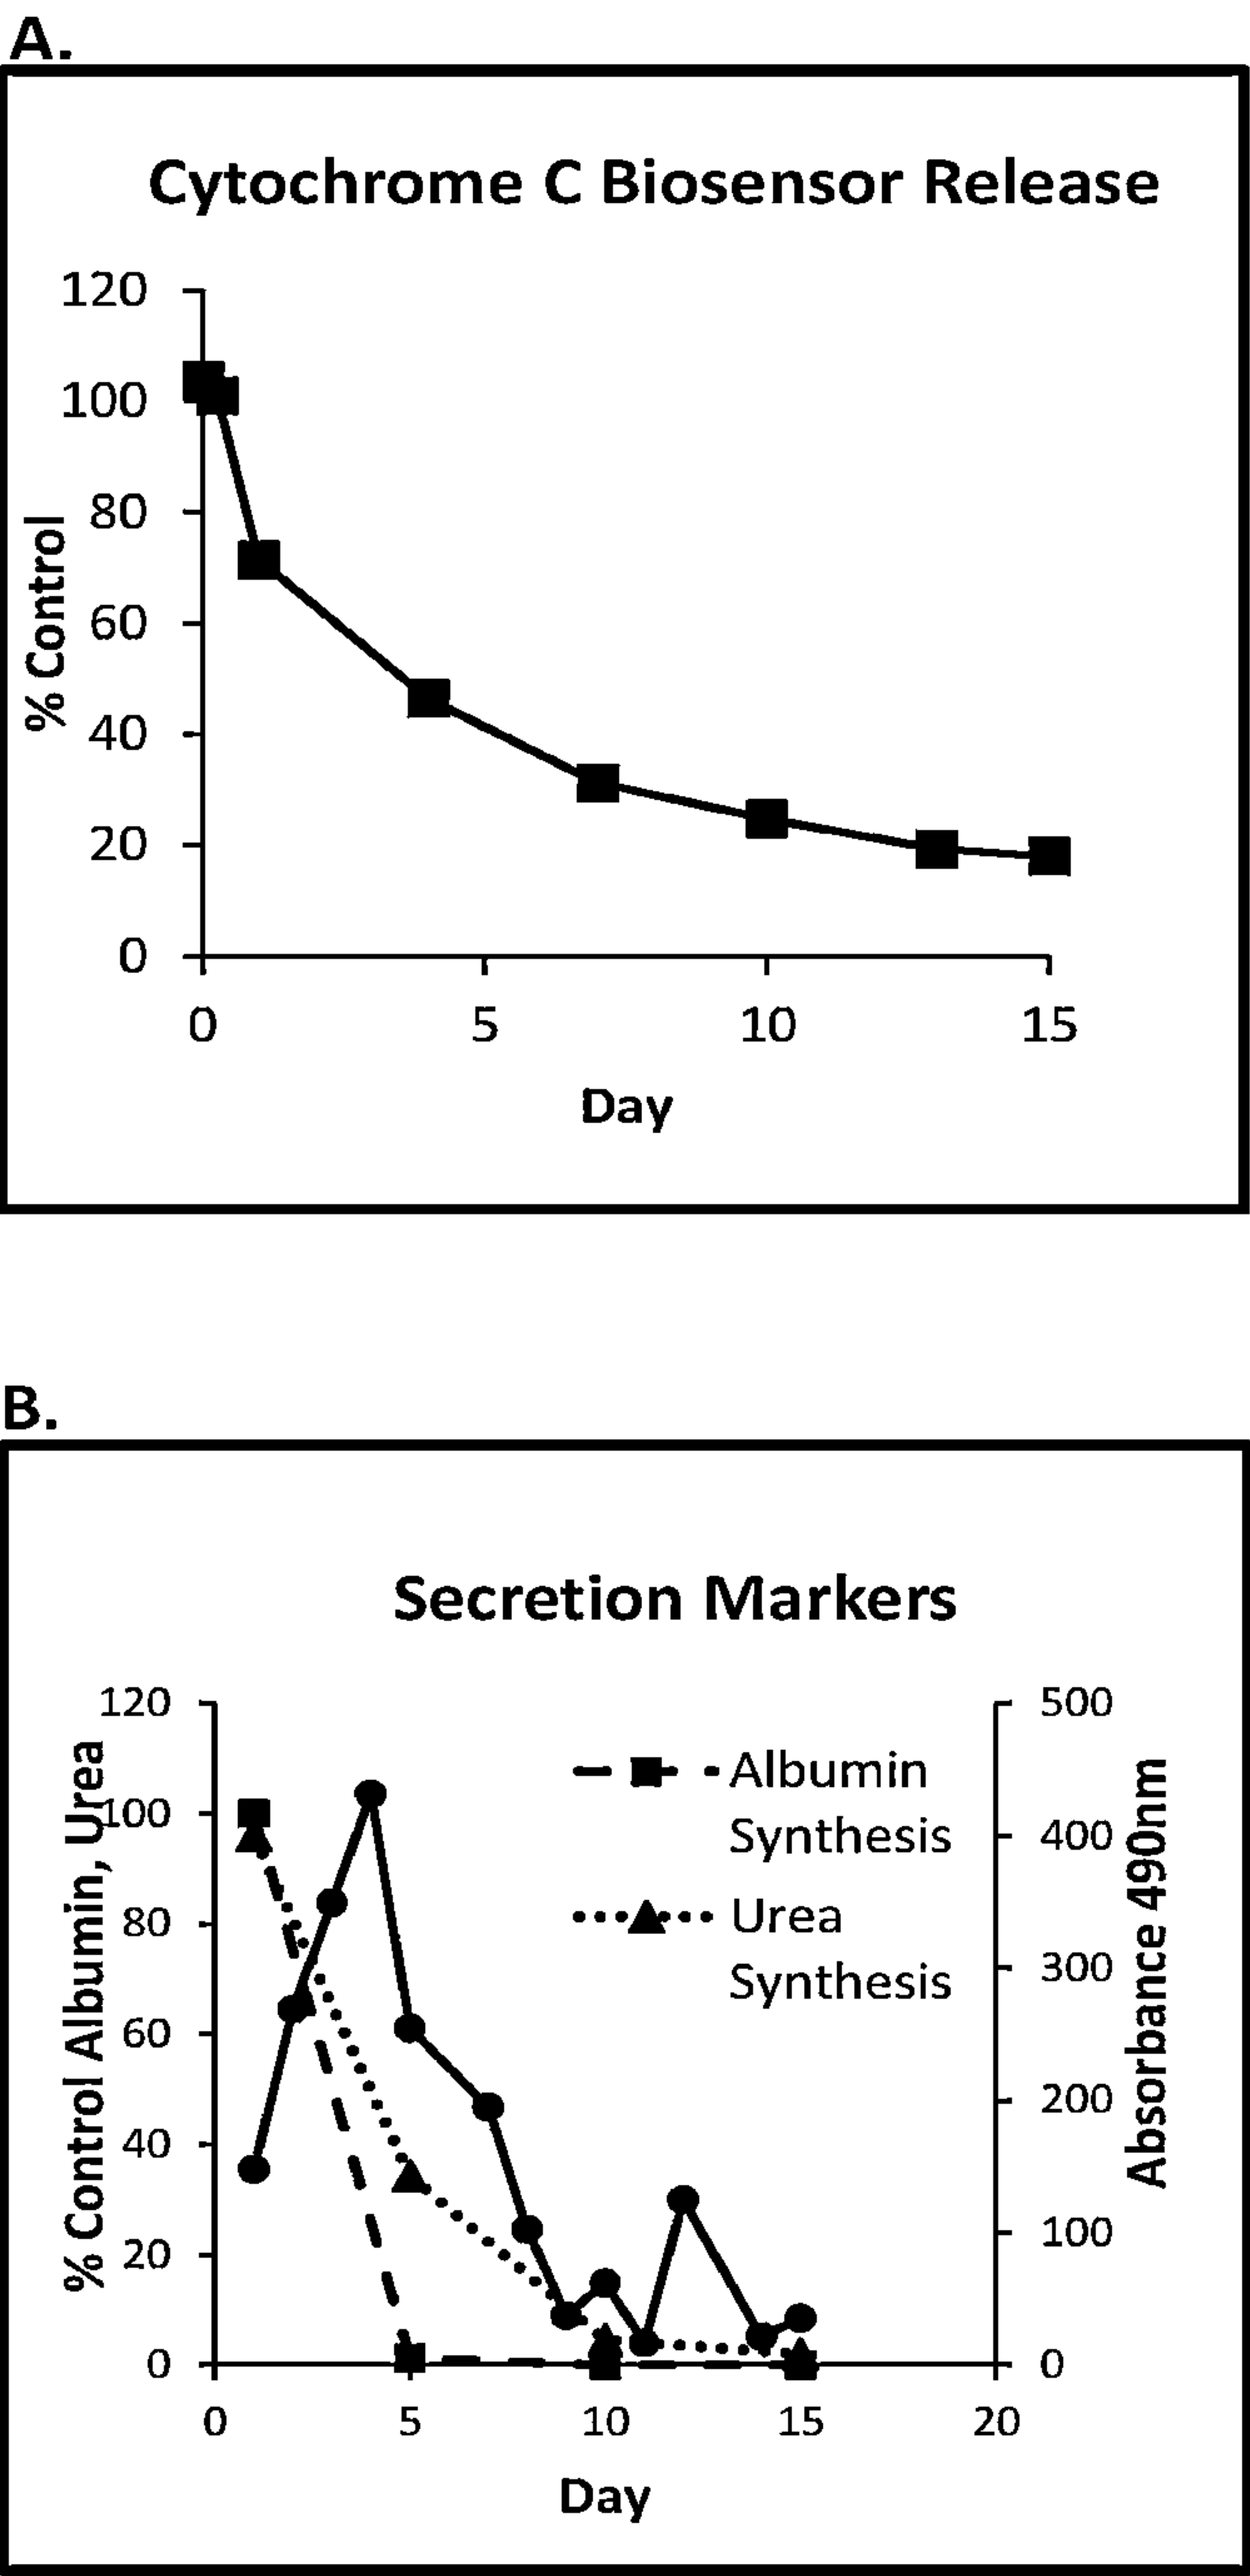 A.
Cytochrome C Biosensor Release
120
100
80
60
40
20
0
% Control
0 5 10 15
Day
B.
Secretion Markers
120
100
80
60
40
20
0
% Control Albumin, Urea
Albumin
Synthesis
Urea
Synthesis
500
400
300
200
100
0
Absorbance 490nm
0 5 10 15 20
Day